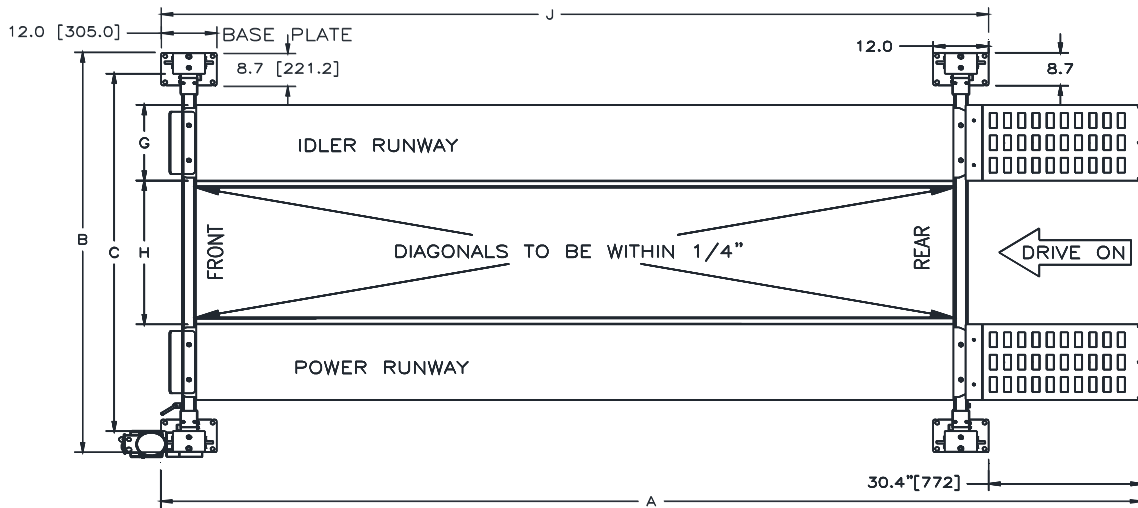 J
12.0 [305.0]
BASE PLATE
12.0
8.7 [221.2]
8.7
G
IDLER RUNWAY
B
C
H
FRONT
DIAGONALS TO BE WITHIN 1/4"
REAR
DRIVE ON
POWER RUNWAY
30.4"[772]
A